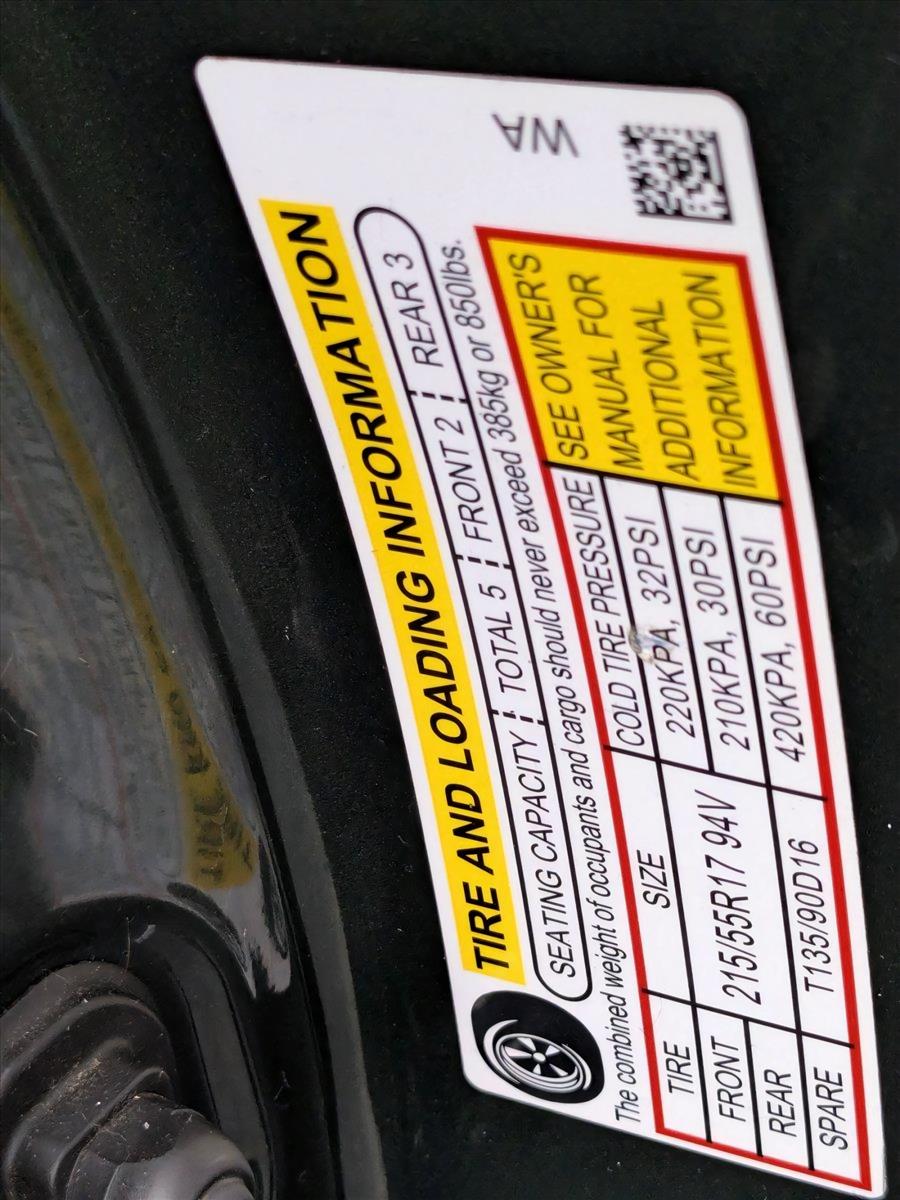 TIRE AND LOADING INFORMATION
SEATING CAPACITY TOTAL 5 FRONT 2 REAR 3
The combined weight of occupants and cargo should never exceed 385kg or 850lbs.
TIRE SIZE COLD TIRE PRESSURE
FRONT 215/55R17 94V 220KPA, 32PSI
REAR 210KPA, 30PSI
SPARE T135/90D16 420KPA, 60PSI
SEE OWNER'S
MANUAL FOR
ADDITIONAL
INFORMATION
WA